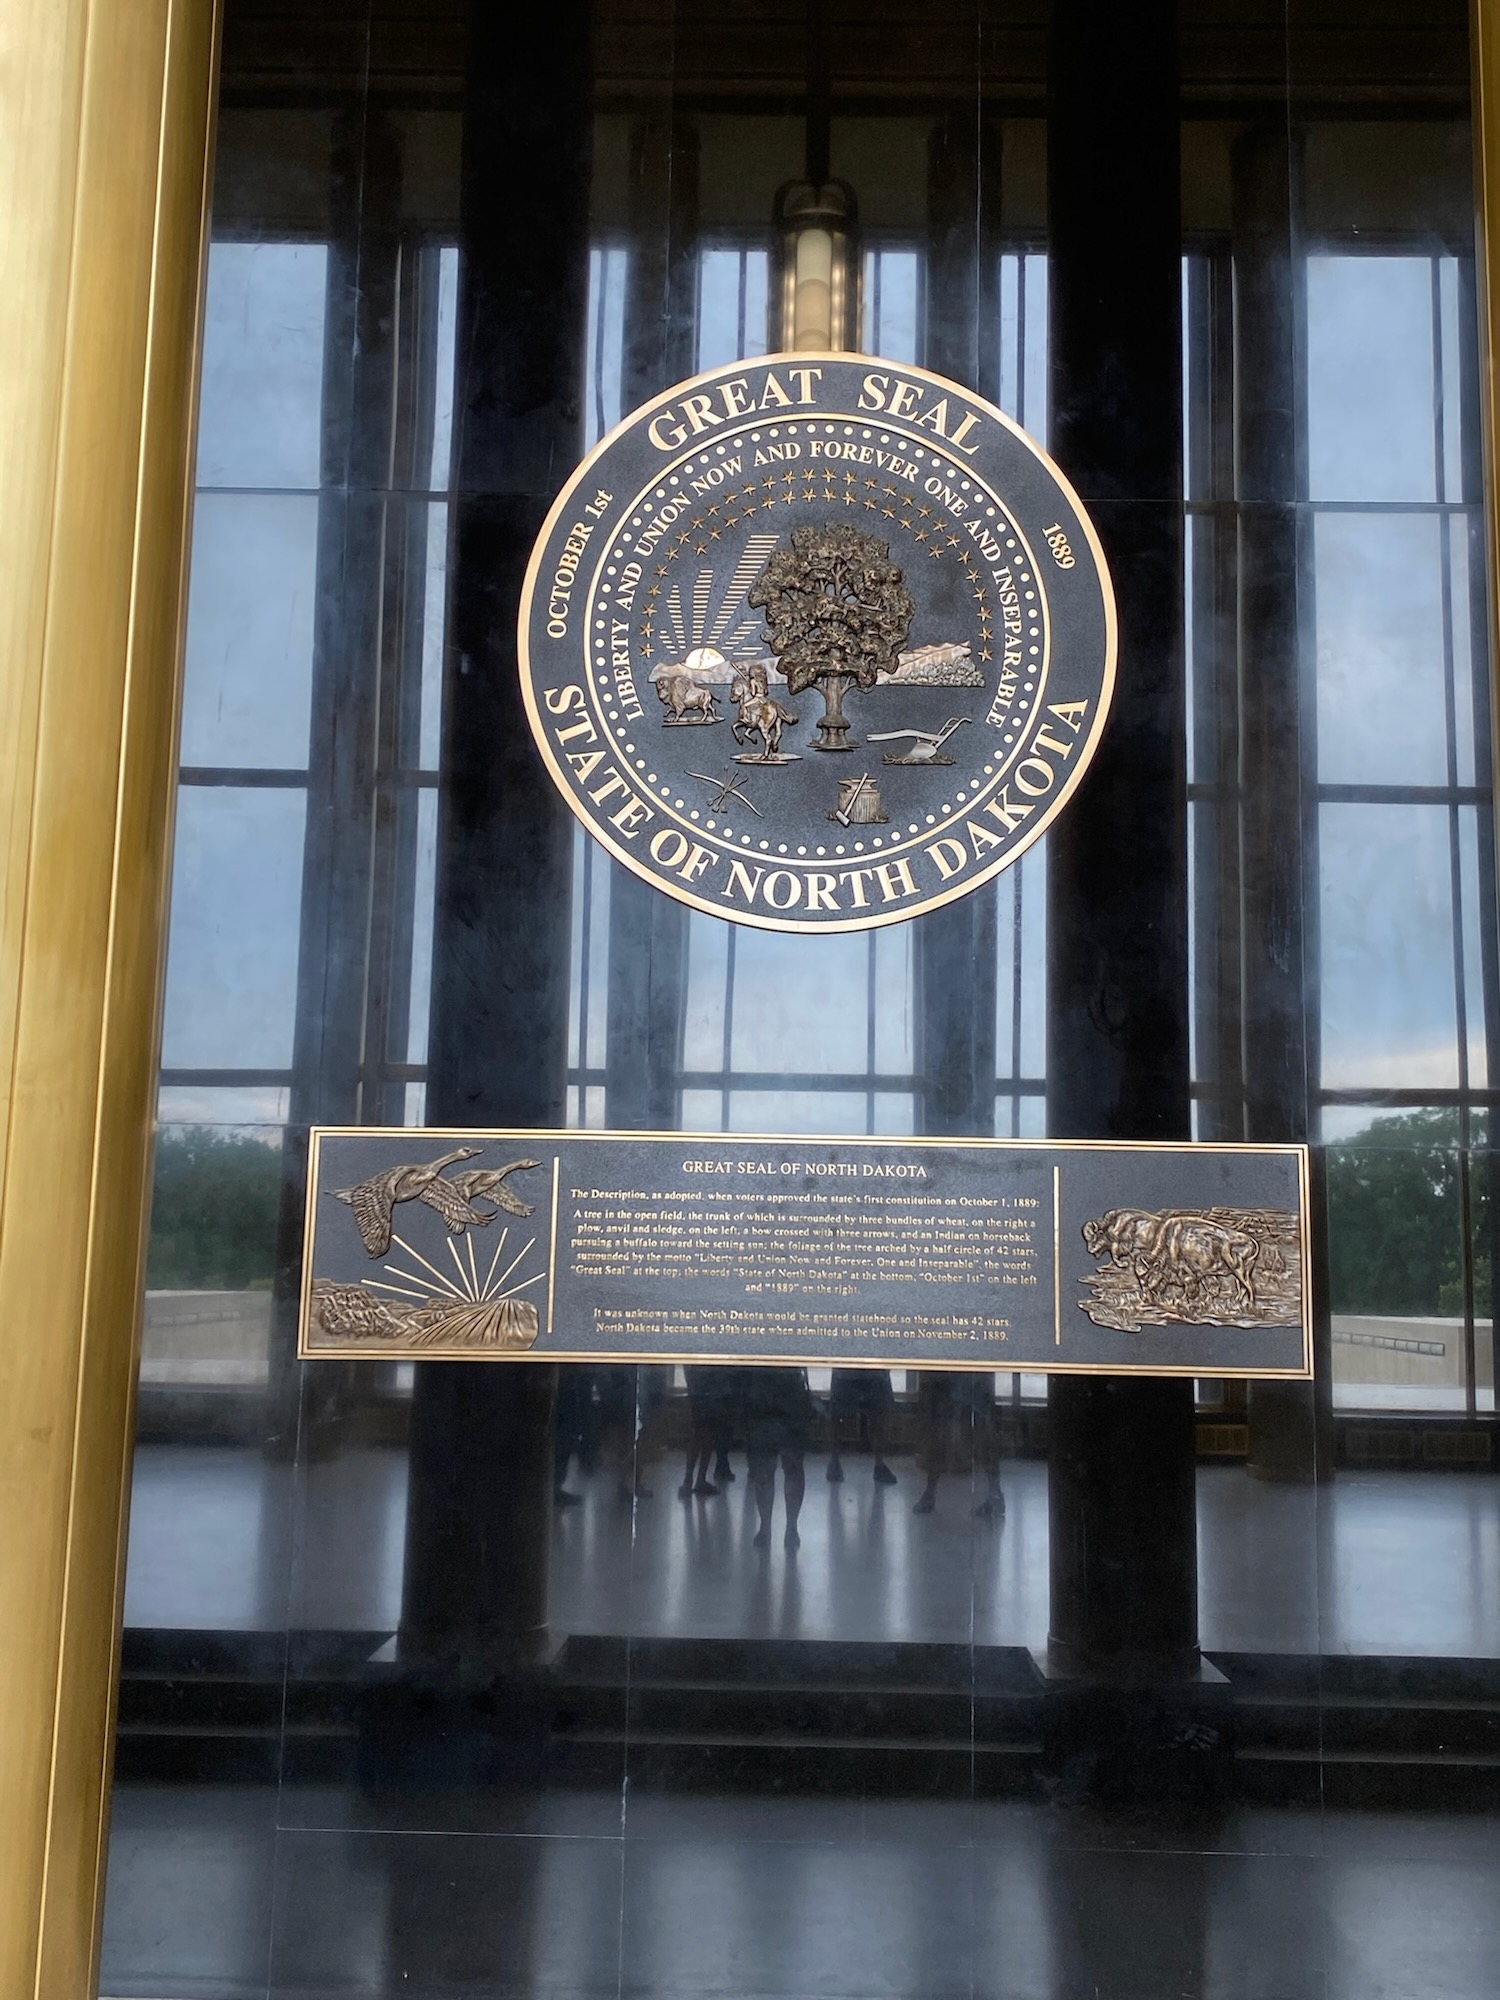 GREAT SEAL
OCTOBER 1st
1889
LIBERTY AND UNION NOW AND FOREVER ONE AND INSEPARABLE
STATE OF NORTH DAKOTA
GREAT SEAL OF NORTH DAKOTA
The Description, as adopted, when voters approved the state's first constitution on October 1, 1889:
A tree in the open field, the trunk of which is surrounded by three bundles of wheat, on the right a
plow, anvil and sledge, on the left, a bow crossed with three arrows, and an Indian on horseback
pursuing a buffalo toward the setting sun; the foliage of the tree arched by a half circle of 42 stars,
surrounded by the motto "Liberty and Union Now and Forever, One and Inseparable", the words
"Great Seal" at the top; the words "State of North Dakota" at the bottom; "October 1st" on the left
and "1889" on the right.
It was unknown when North Dakota would be granted statehood so the seal has 42 stars.
North Dakota became the 39th state when admitted to the Union on November 2, 1889.